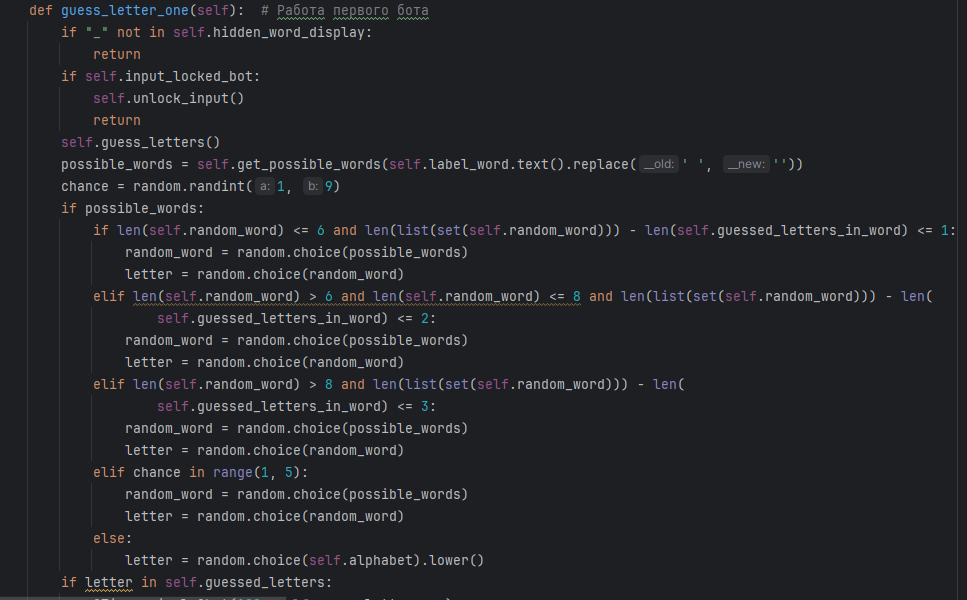 def guess_letter_one(self):  # Работа первого бота
    if "_" not in self.hidden_word_display:
        return
    if self.input_locked_bot:
        self.unlock_input()
        return
    self.guess_letters()
    possible_words = self.get_possible_words(self.label_word.text().replace(__old: ' ', __new: ''))
    chance = random.randint(a: 1, b: 9)
    if possible_words:
        if len(self.random_word) <= 6 and len(list(set(self.random_word))) - len(self.guessed_letters_in_word) <= 1:
            random_word = random.choice(possible_words)
            letter = random.choice(random_word)
        elif len(self.random_word) > 6 and len(self.random_word) <= 8 and len(list(set(self.random_word))) - len(
                self.guessed_letters_in_word) <= 2:
            random_word = random.choice(possible_words)
            letter = random.choice(random_word)
        elif len(self.random_word) > 8 and len(list(set(self.random_word))) - len(
                self.guessed_letters_in_word) <= 3:
            random_word = random.choice(possible_words)
            letter = random.choice(random_word)
        elif chance in range(1, 5):
            random_word = random.choice(possible_words)
            letter = random.choice(random_word)
        else:
            letter = random.choice(self.alphabet).lower()
    if letter in self.guessed_letters: